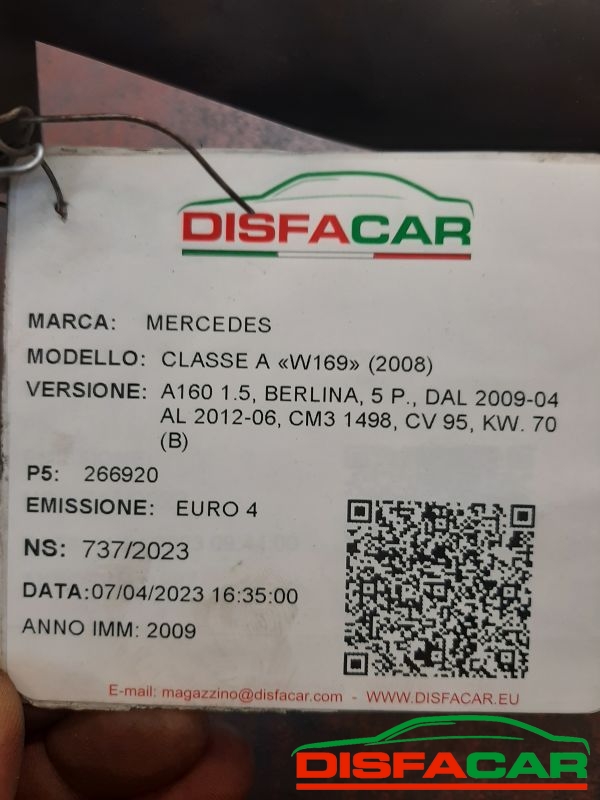 DISFACAR
MARCA: MERCEDES
MODELLO: CLASSE A «W169» (2008)
VERSIONE: A160 1.5, BERLINA, 5 P., DAL 2009-04
AL 2012-06, CM3 1498, CV 95, KW. 70
(B)
P5: 266920
EMISSIONE: EURO 4
NS: 737/2023
DATA:07/04/2023 16:35:00
ANNO IMM: 2009
E-mail: magazzino@disfacar.com - WWW.DISFACAR.EU
DISFACAR